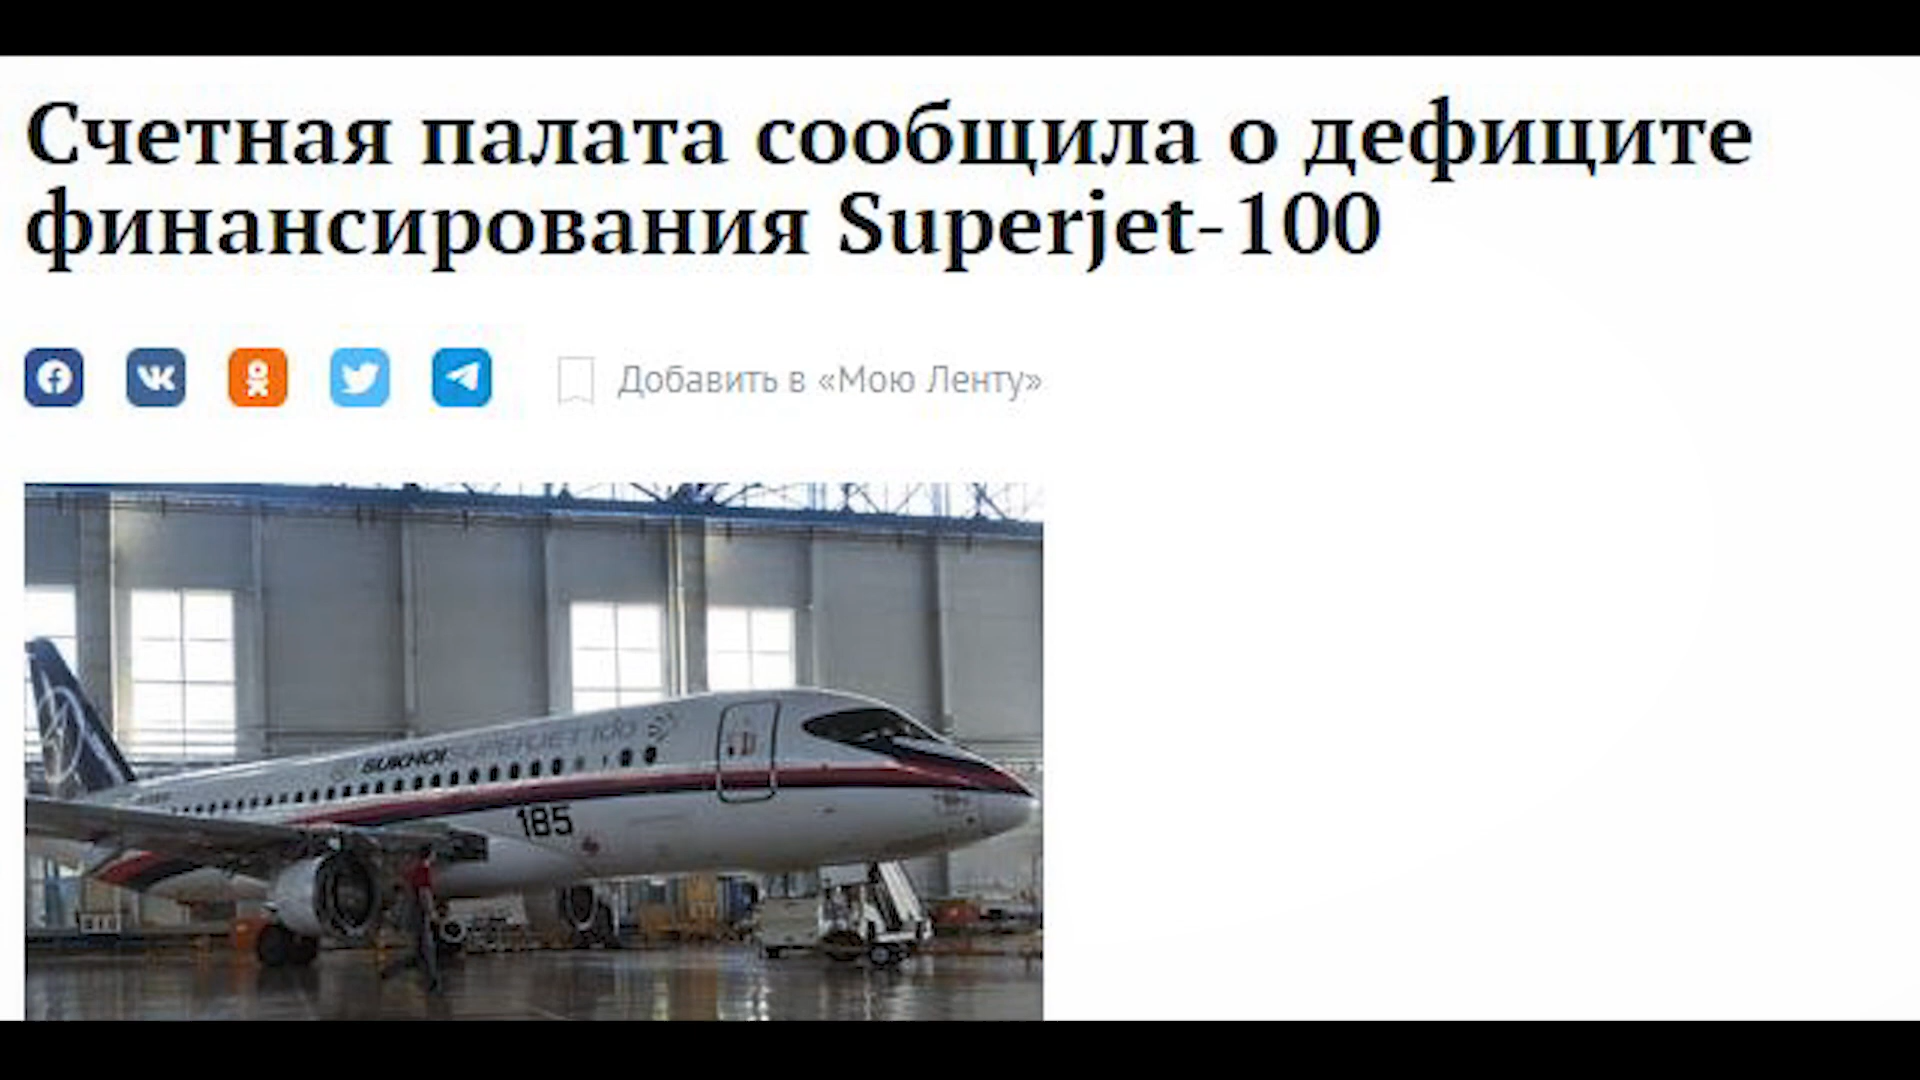 Счетная палата сообщила о дефиците
финансирования Superjet-100
Добавить в «Мою Ленту»
SUKHOI SUPERJET 100
185